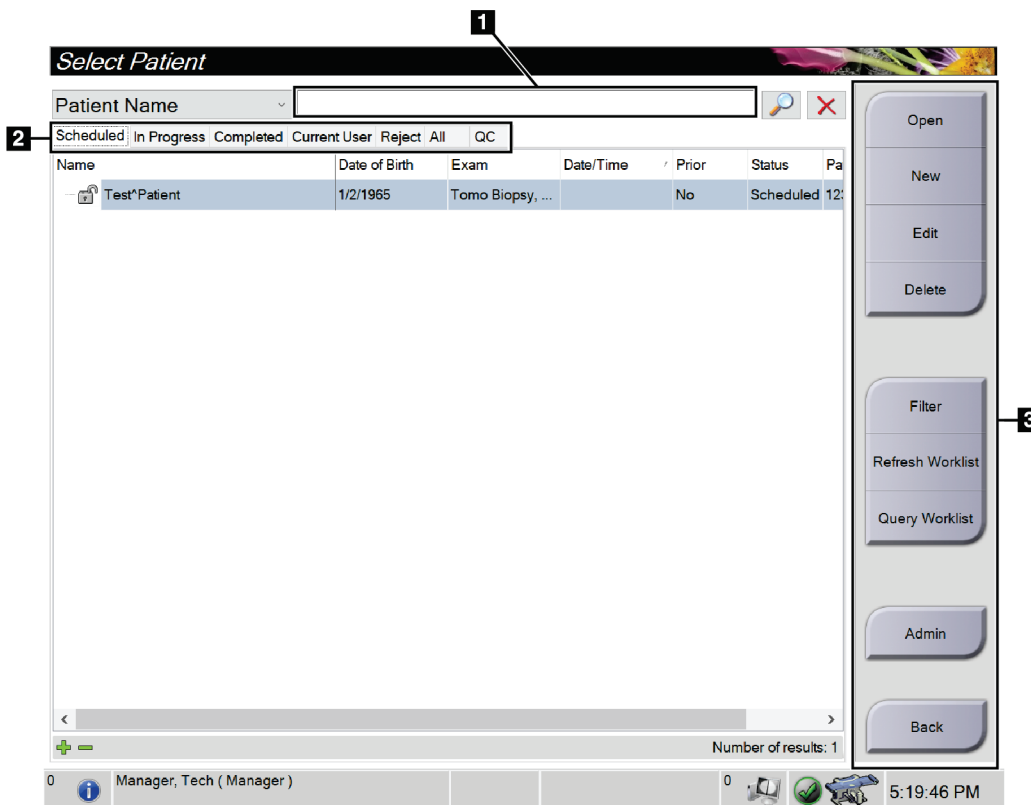 1
Select Patient
Patient Name
2
Scheduled In Progress Completed Current User Reject All QC
Name Date of Birth Exam Date/Time Prior Status Pa
Test^Patient 1/2/1965 Tomo Biopsy, ... No Scheduled 123
Open
New
Edit
Delete
Filter
3
Refresh Worklist
Query Worklist
Admin
Back
Number of results: 1
0 Manager, Tech ( Manager ) 0 5:19:46 PM